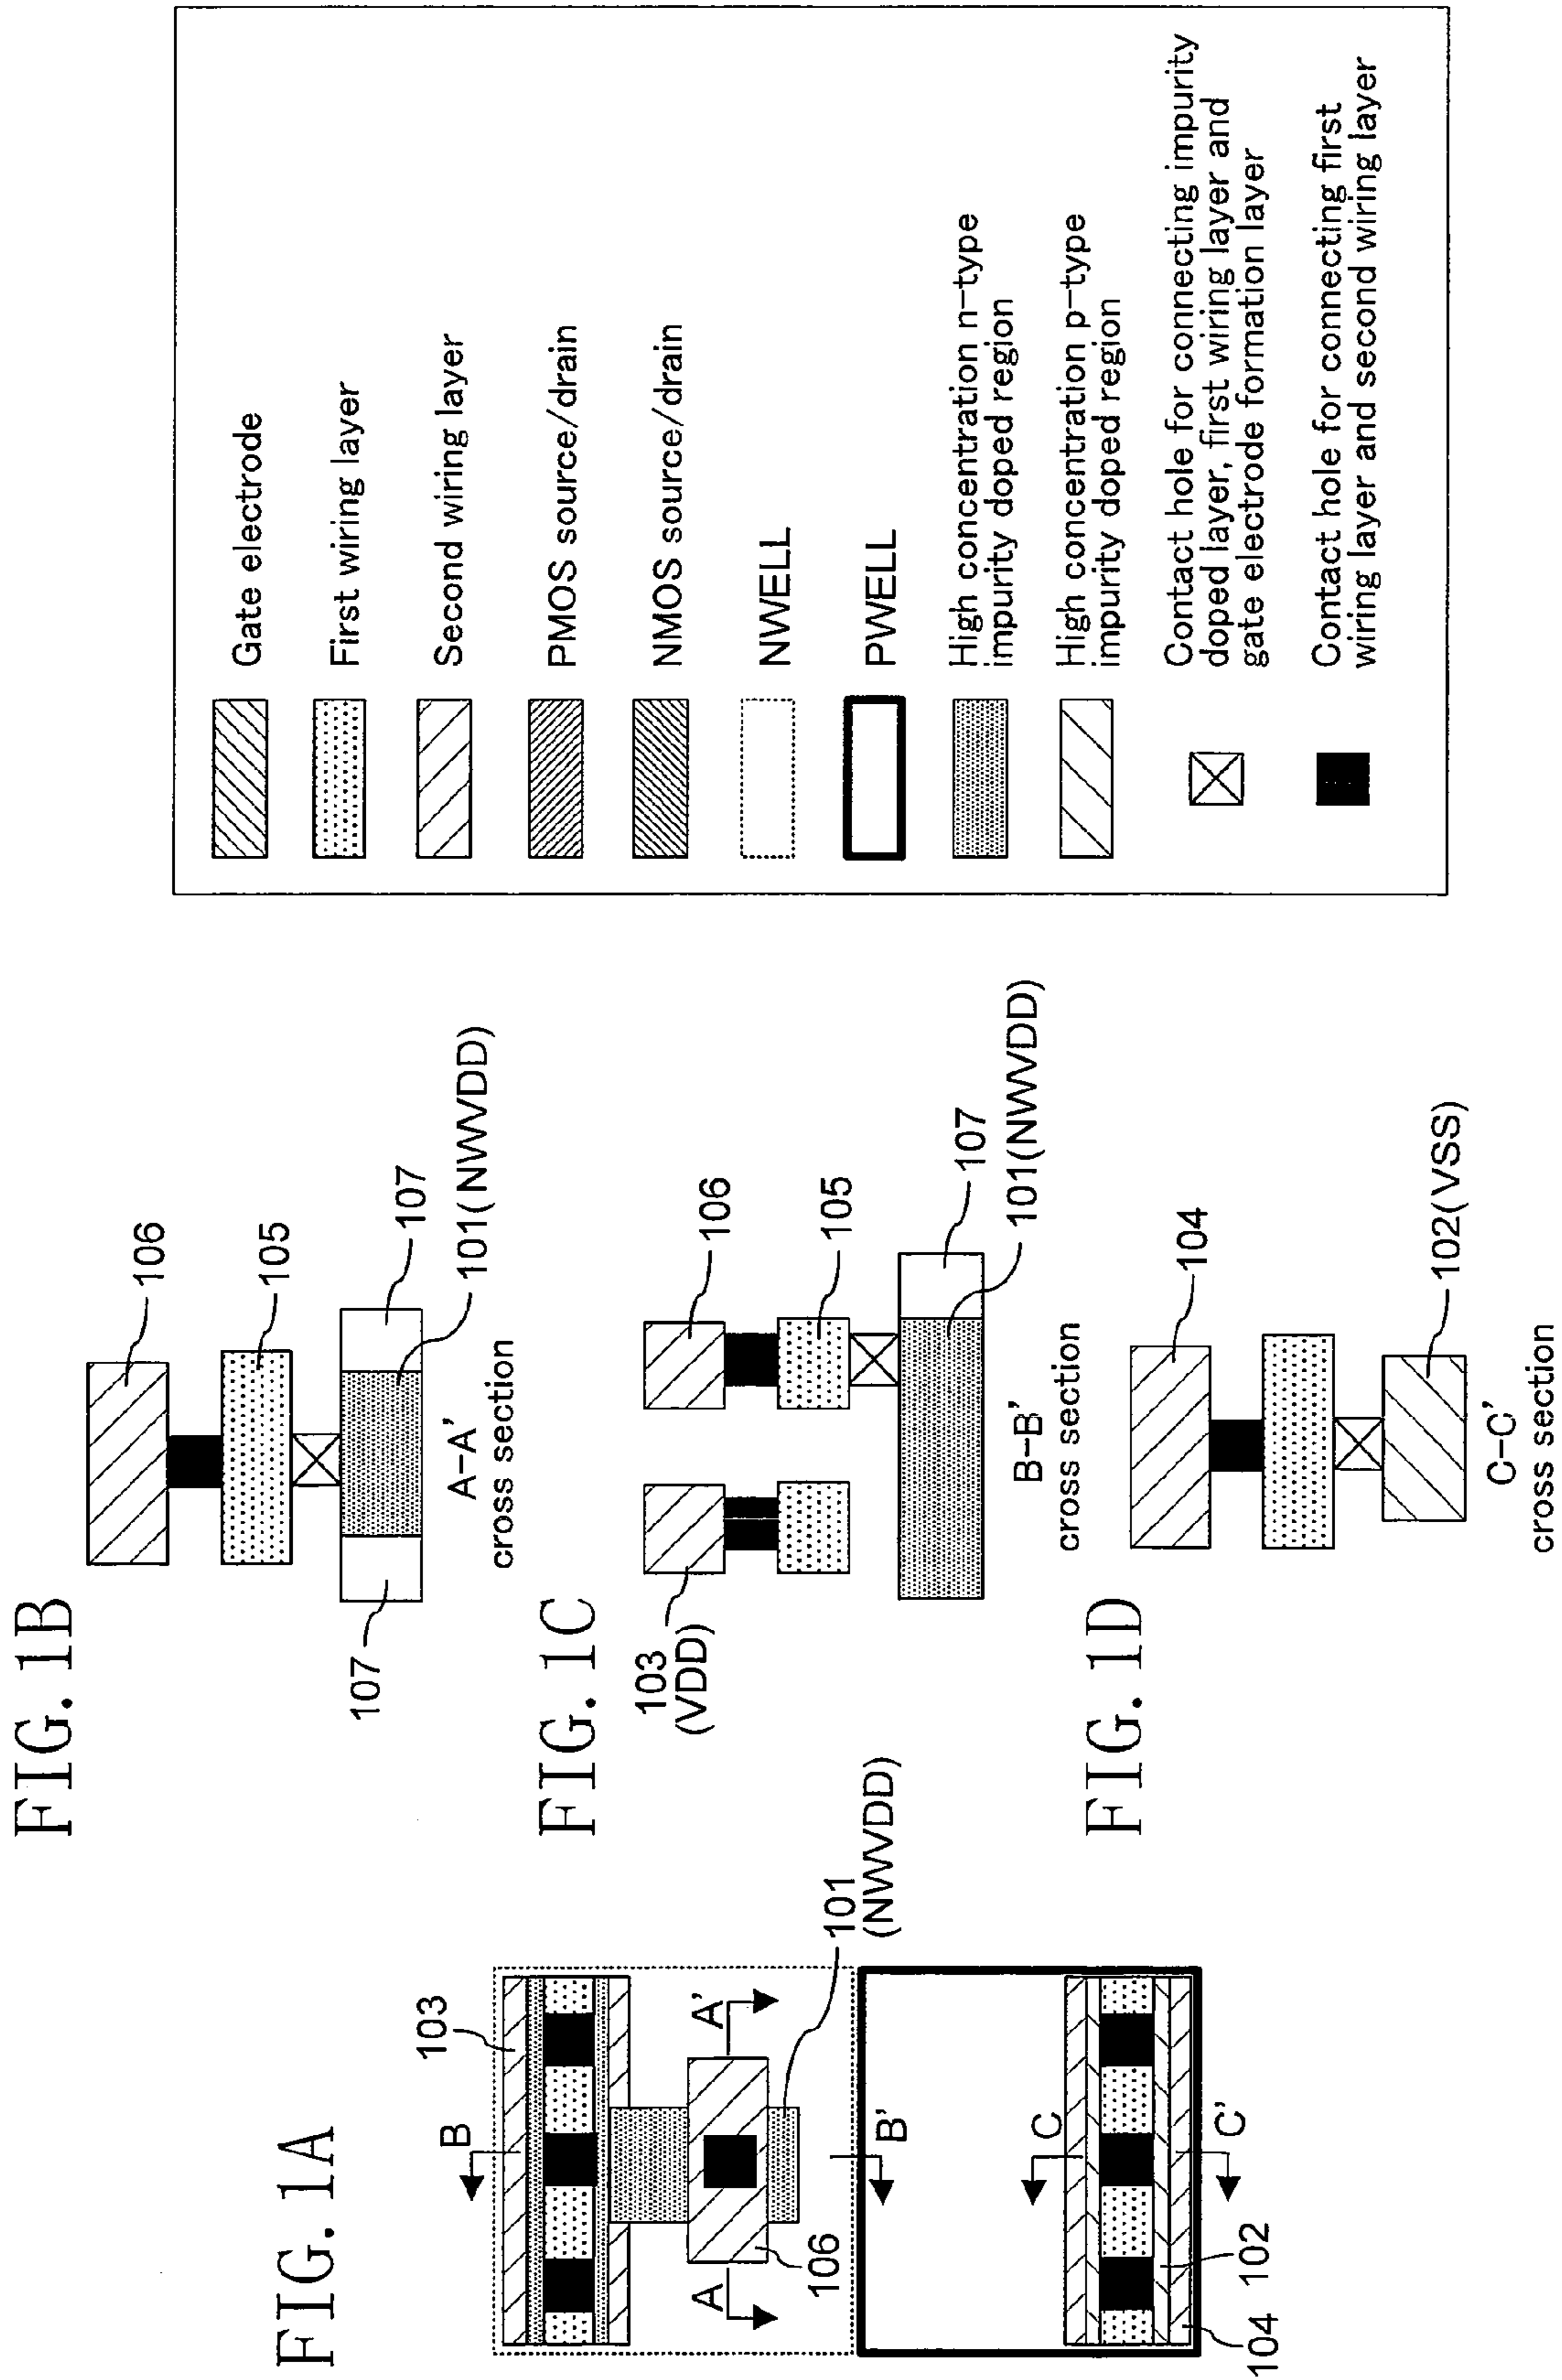 FIG. 1A
103
B
A
A'
106
101
(NWVDD)
B'
C
C'
104
102
FIG. 1B
106
105
107
107
101(NWVDD)
A-A'
cross section
FIG. 1C
103
(VDD)
106
105
107
101(NWVDD)
B-B'
cross section
FIG. 1D
104
102(VSS)
C-C'
cross section
Gate electrode
First wiring layer
Second wiring layer
PMOS source/drain
NMOS source/drain
NWELL
PWELL
High concentration n-type
impurity doped region
High concentration p-type
impurity doped region
Contact hole for connecting impurity
doped layer, first wiring layer and
gate electrode formation layer
Contact hole for connecting first
wiring layer and second wiring layer